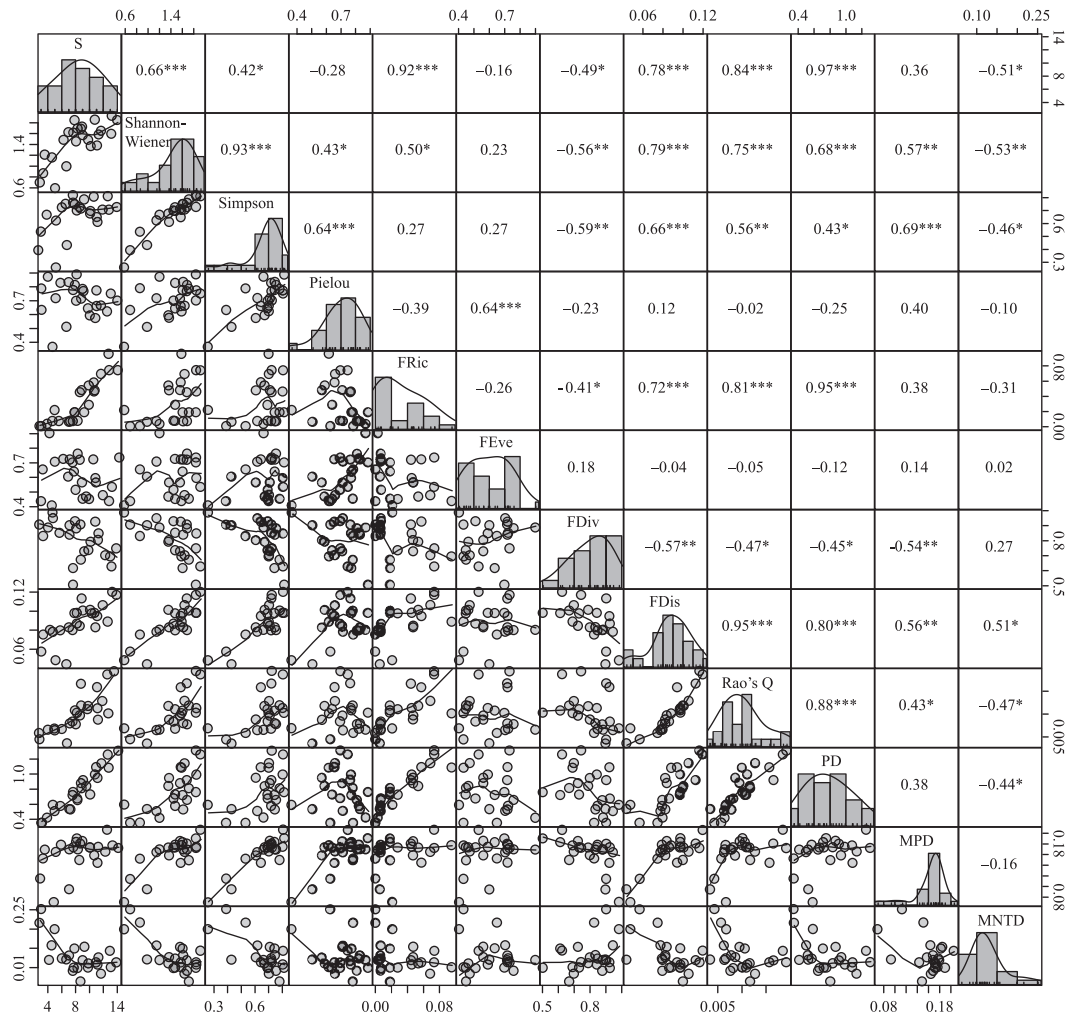 0.6 1.4 0.4 0.7 0.4 0.7 0.06 0.12 0.4 1.0 0.10 0.25
S 0.66*** 0.42* −0.28 0.92*** −0.16 −0.49* 0.78*** 0.84*** 0.97*** 0.36 −0.51* 4 8 14
0.6 1.4 Shannon-
Wiener 0.93*** 0.43* 0.50* 0.23 −0.56** 0.79*** 0.75*** 0.68*** 0.57** −0.53**
Simpson 0.64*** 0.27 0.27 −0.59** 0.66*** 0.56** 0.43* 0.69*** −0.46* 0.3 0.6
0.4 0.7 Pielou −0.39 0.64*** −0.23 0.12 −0.02 −0.25 0.40 −0.10
FRic −0.26 -0.41* 0.72*** 0.81*** 0.95*** 0.38 −0.31 0.00 0.08
0.4 0.7 FEve 0.18 −0.04 −0.05 −0.12 0.14 0.02
FDiv −0.57** −0.47* −0.45* -0.54** 0.27 0.5 0.8
0.06 0.12 FDis 0.95*** 0.80*** 0.56** 0.51*
Rao's Q 0.88*** 0.43* −0.47* 0.005
0.4 1.0 PD 0.38 −0.44*
MPD −0.16 0.08 0.18
0.01 0.25 MNTD
4 8 14 0.3 0.6 0.00 0.08 0.5 0.8 0.005 0.08 0.18